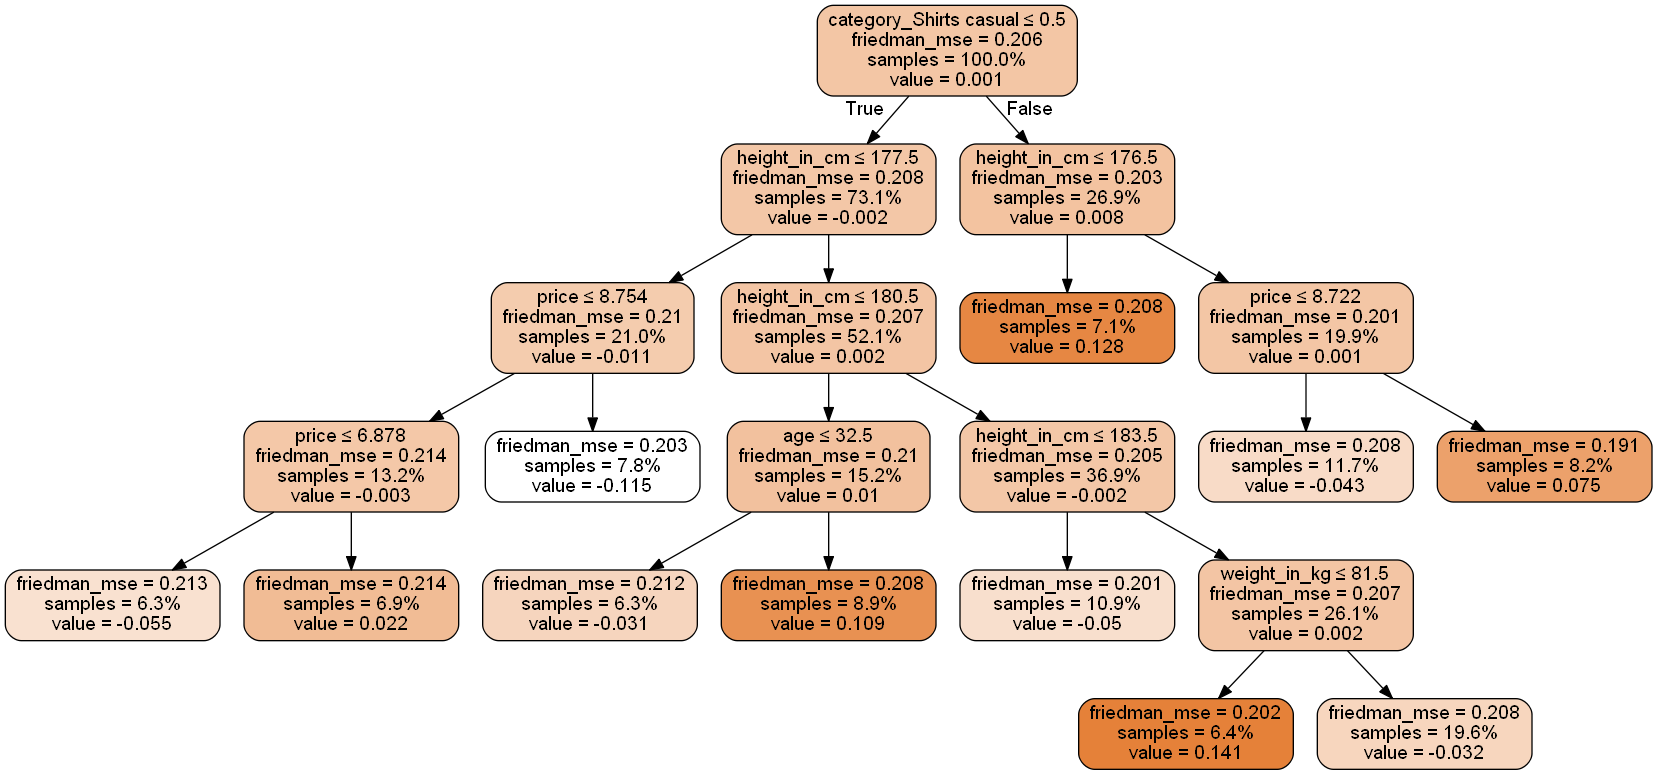 category_Shirts casual ≤ 0.5
friedman_mse = 0.206
samples = 100.0%
value = 0.001
True
False
height_in_cm ≤ 177.5
friedman_mse = 0.208
samples = 73.1%
value = -0.002
height_in_cm ≤ 176.5
friedman_mse = 0.203
samples = 26.9%
value = 0.008
price ≤ 8.754
friedman_mse = 0.21
samples = 21.0%
value = -0.011
height_in_cm ≤ 180.5
friedman_mse = 0.207
samples = 52.1%
value = 0.002
friedman_mse = 0.208
samples = 7.1%
value = 0.128
price ≤ 8.722
friedman_mse = 0.201
samples = 19.9%
value = 0.001
price ≤ 6.878
friedman_mse = 0.214
samples = 13.2%
value = -0.003
friedman_mse = 0.203
samples = 7.8%
value = -0.115
age ≤ 32.5
friedman_mse = 0.21
samples = 15.2%
value = 0.01
height_in_cm ≤ 183.5
friedman_mse = 0.205
samples = 36.9%
value = -0.002
friedman_mse = 0.208
samples = 11.7%
value = -0.043
friedman_mse = 0.191
samples = 8.2%
value = 0.075
friedman_mse = 0.213
samples = 6.3%
value = -0.055
friedman_mse = 0.214
samples = 6.9%
value = 0.022
friedman_mse = 0.212
samples = 6.3%
value = -0.031
friedman_mse = 0.208
samples = 8.9%
value = 0.109
friedman_mse = 0.201
samples = 10.9%
value = -0.05
weight_in_kg ≤ 81.5
friedman_mse = 0.207
samples = 26.1%
value = 0.002
friedman_mse = 0.202
samples = 6.4%
value = 0.141
friedman_mse = 0.208
samples = 19.6%
value = -0.032